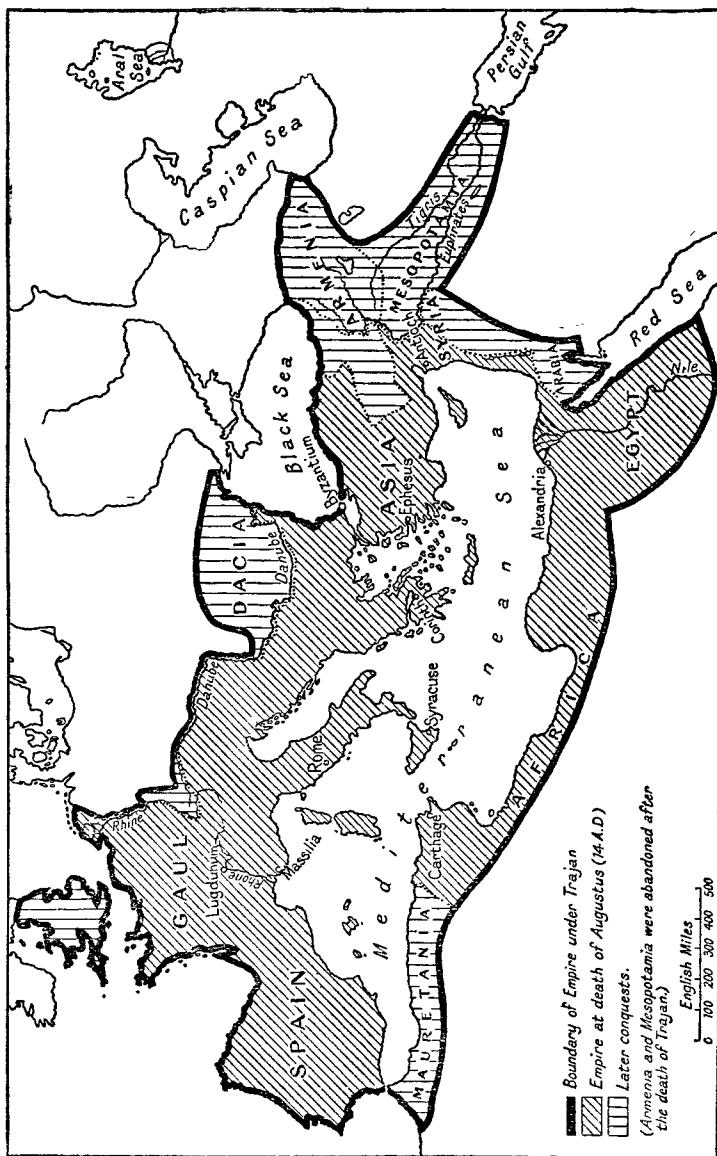 Aral
Sea
Caspian Sea
Persian
Gulf
Black Sea
Byzantium
ARMENIA
MESOPOTAMIA
Tigris
Euphrates
SYRIA
Antioch
ARABIA
Red Sea
Nile
EGYPT
Alexandria
ASIA
Ephesus
Corinth
DACIA
Danube
Danube
Rhine
GAUL
Lugdunum
Rhone
Massilia
Rome
Syracuse
Mediterranean Sea
Carthage
AFRICA
SPAIN
MAURETANIA
Boundary of Empire under Trajan
Empire at death of Augustus (14 A.D)
Later conquests.
(Armenia and Mesopotamia were abandoned after
the death of Trajan.)
English Miles
0 100 200 300 400 500